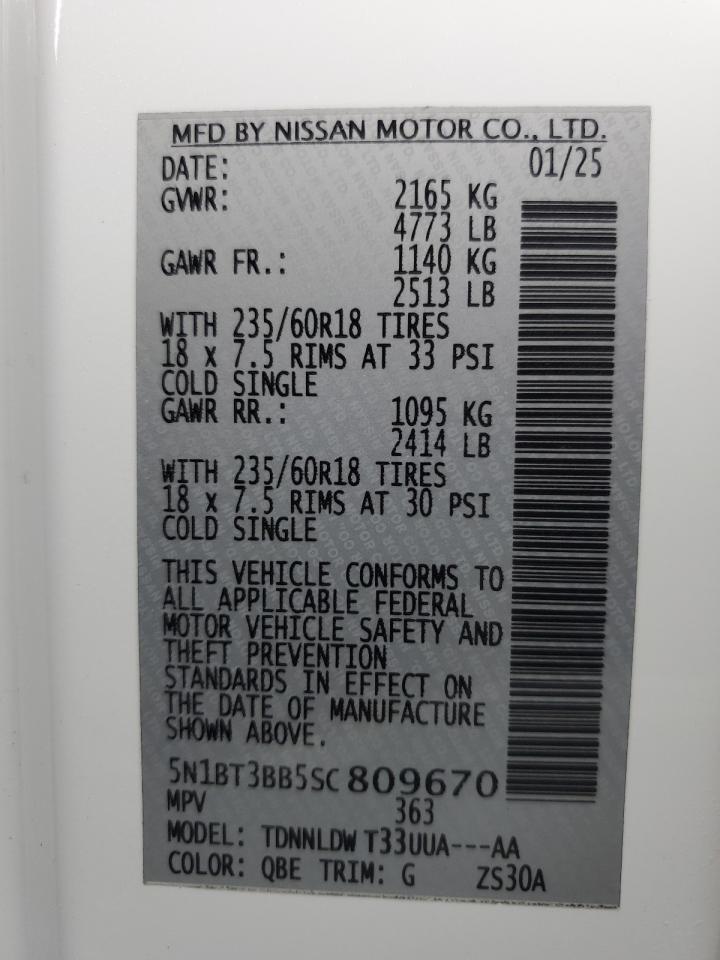 MFD BY NISSAN MOTOR CO., LTD.
DATE: 01/25
GVWR: 2165 KG
4773 LB
GAWR FR.: 1140 KG
2513 LB
WITH 235/60R18 TIRES
18 x 7.5 RIMS AT 33 PSI
COLD SINGLE
GAWR RR.: 1095 KG
2414 LB
WITH 235/60R18 TIRES
18 x 7.5 RIMS AT 30 PSI
COLD SINGLE
THIS VEHICLE CONFORMS TO
ALL APPLICABLE FEDERAL
MOTOR VEHICLE SAFETY AND
THEFT PREVENTION
STANDARDS IN EFFECT ON
THE DATE OF MANUFACTURE
SHOWN ABOVE.
5N1BT3BB5SC809670
MPV 363
MODEL: TDNNLDW T33UUA---AA
COLOR: QBE TRIM: G ZS30A